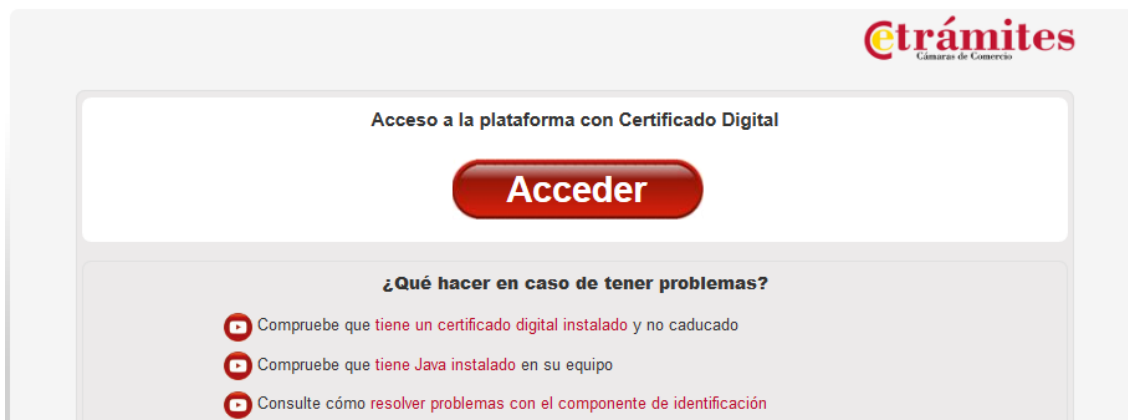 etrámites
Cámaras de Comercio
Acceso a la plataforma con Certificado Digital
Acceder
¿Qué hacer en caso de tener problemas?
Compruebe que tiene un certificado digital instalado y no caducado
Compruebe que tiene Java instalado en su equipo
Consulte cómo resolver problemas con el componente de identificación